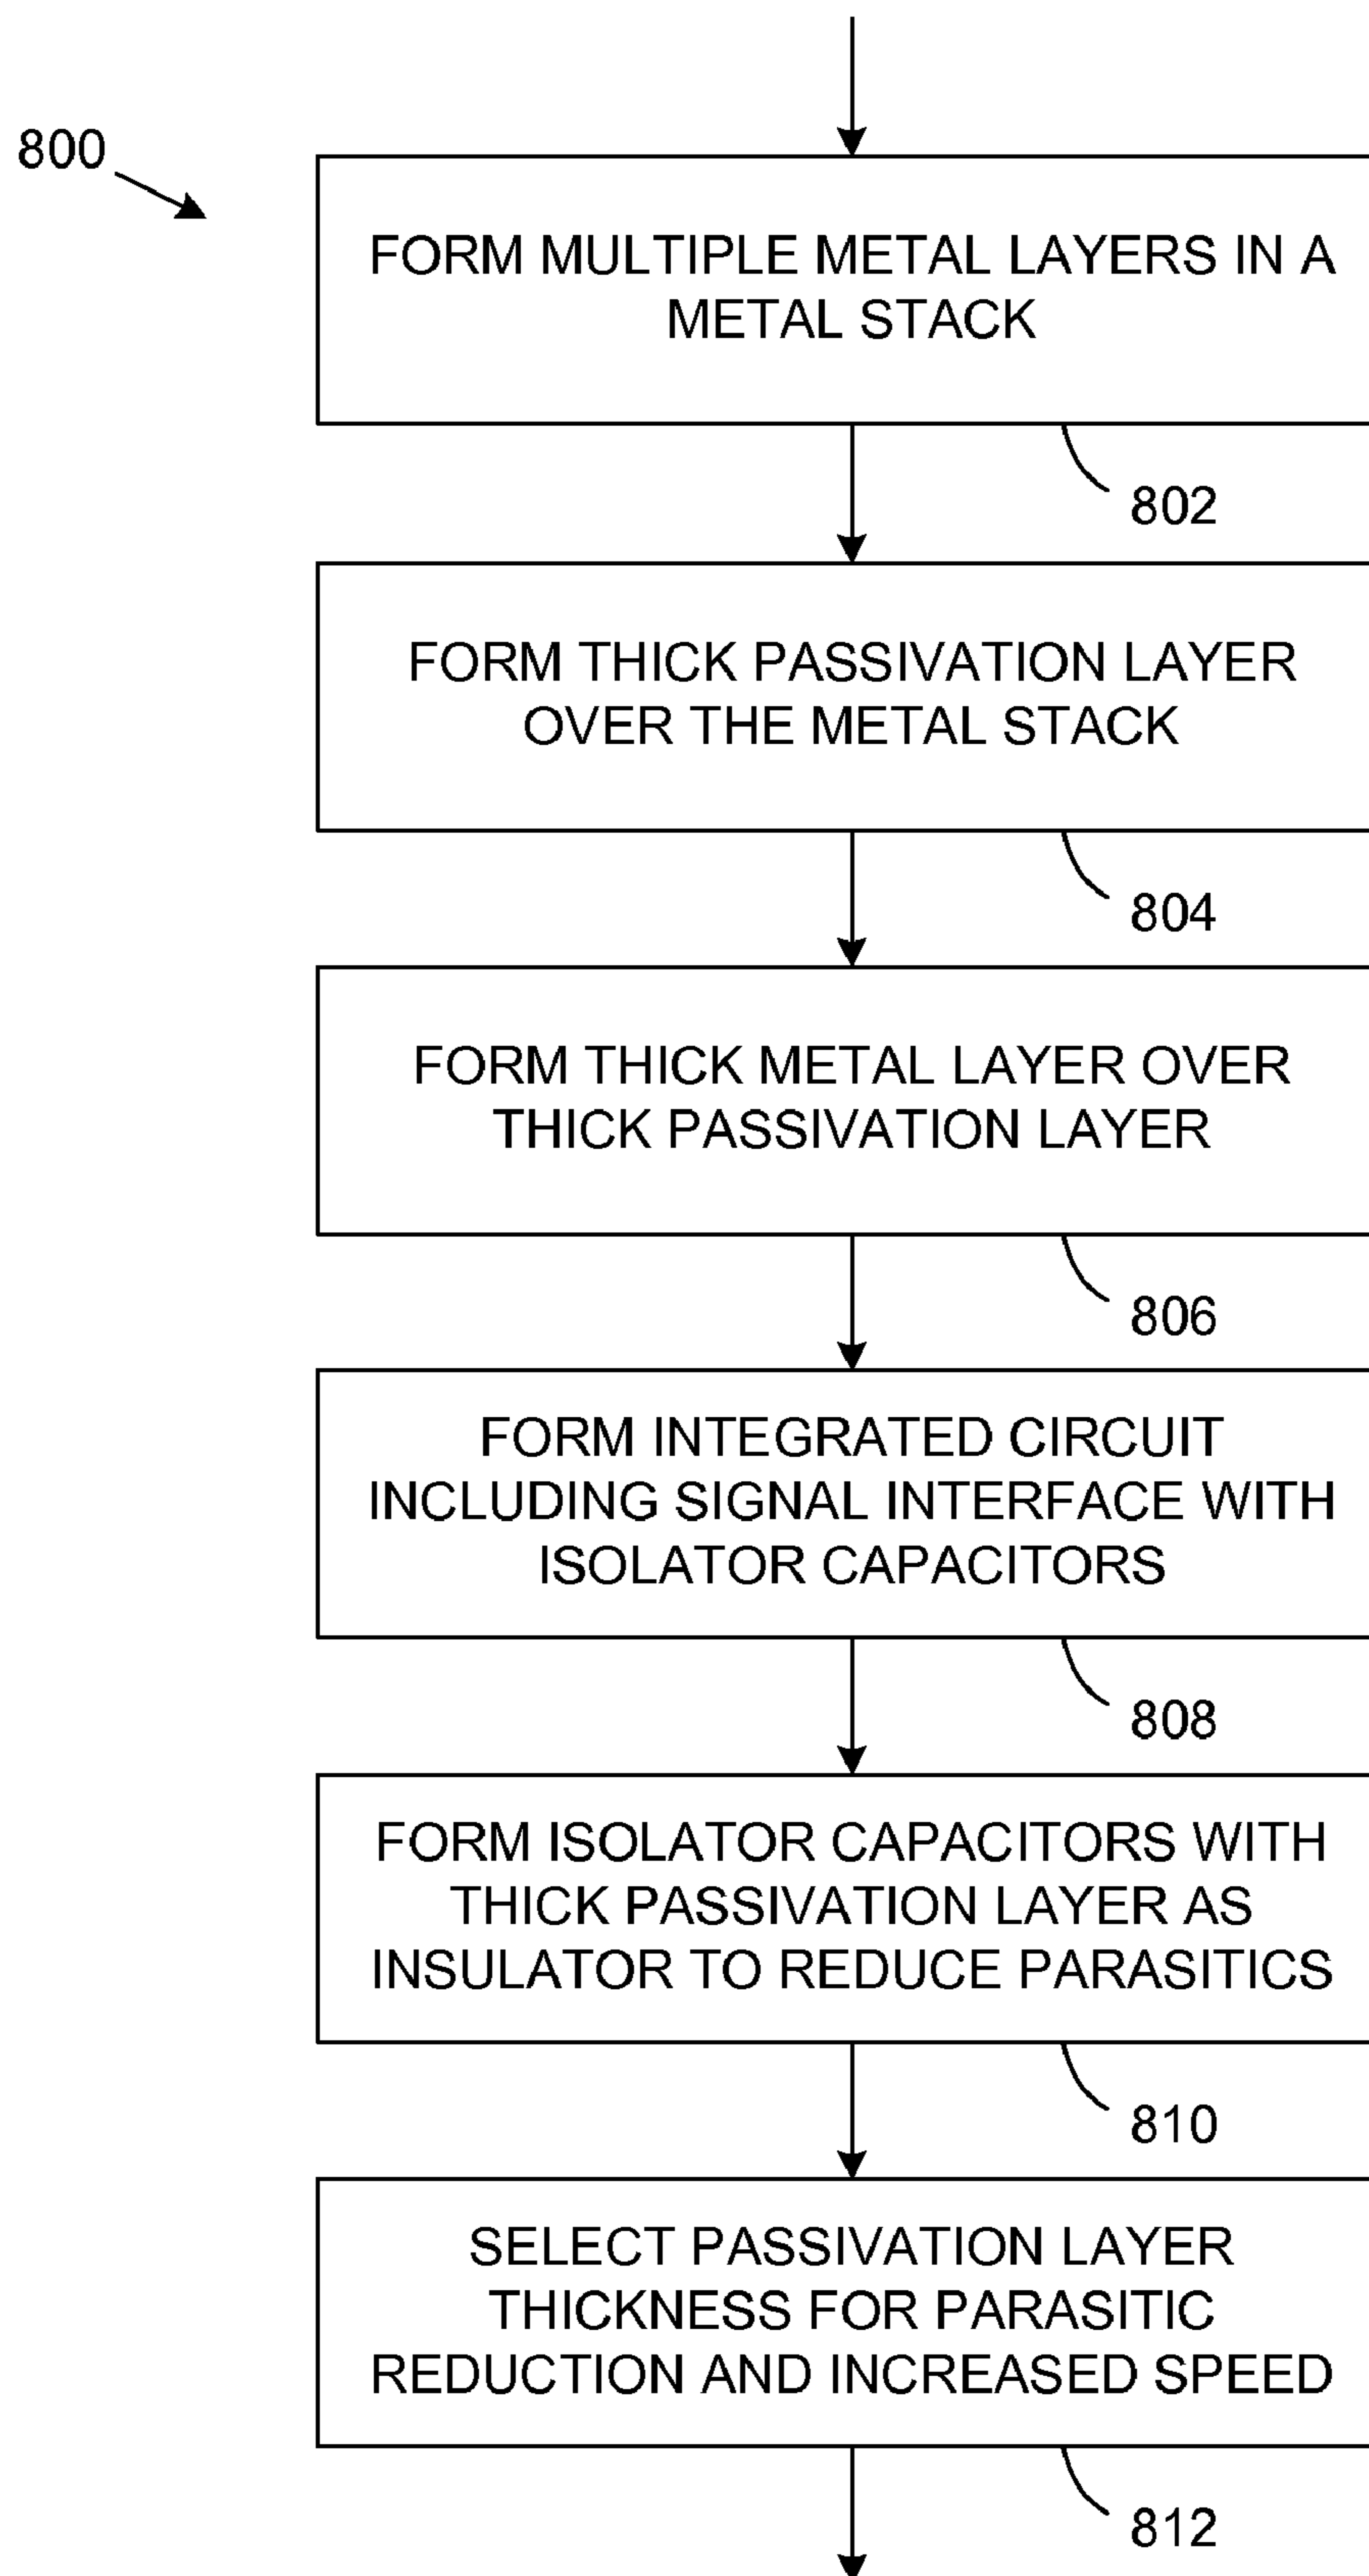 800
FORM MULTIPLE METAL LAYERS IN A
METAL STACK
802
FORM THICK PASSIVATION LAYER
OVER THE METAL STACK
804
FORM THICK METAL LAYER OVER
THICK PASSIVATION LAYER
806
FORM INTEGRATED CIRCUIT
INCLUDING SIGNAL INTERFACE WITH
ISOLATOR CAPACITORS
808
FORM ISOLATOR CAPACITORS WITH
THICK PASSIVATION LAYER AS
INSULATOR TO REDUCE PARASITICS
810
SELECT PASSIVATION LAYER
THICKNESS FOR PARASITIC
REDUCTION AND INCREASED SPEED
812